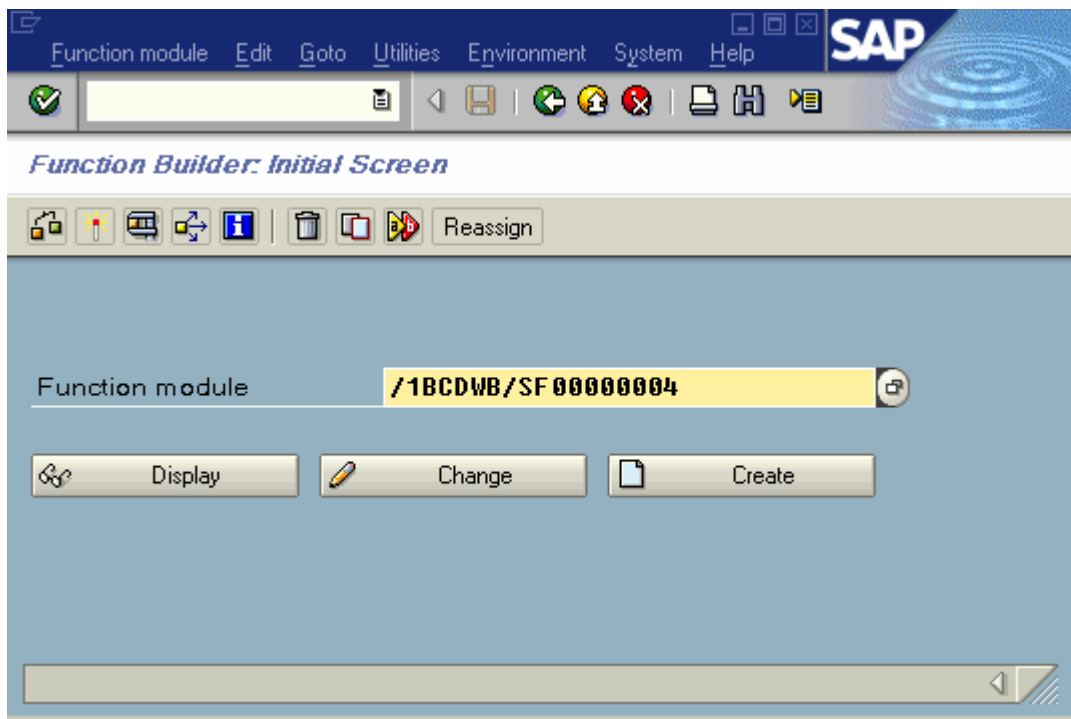 Function module Edit Goto Utilities Environment System Help
SAP
Function Builder: Initial Screen
Reassign
Function module /1BCDWB/SF00000004
Display Change Create